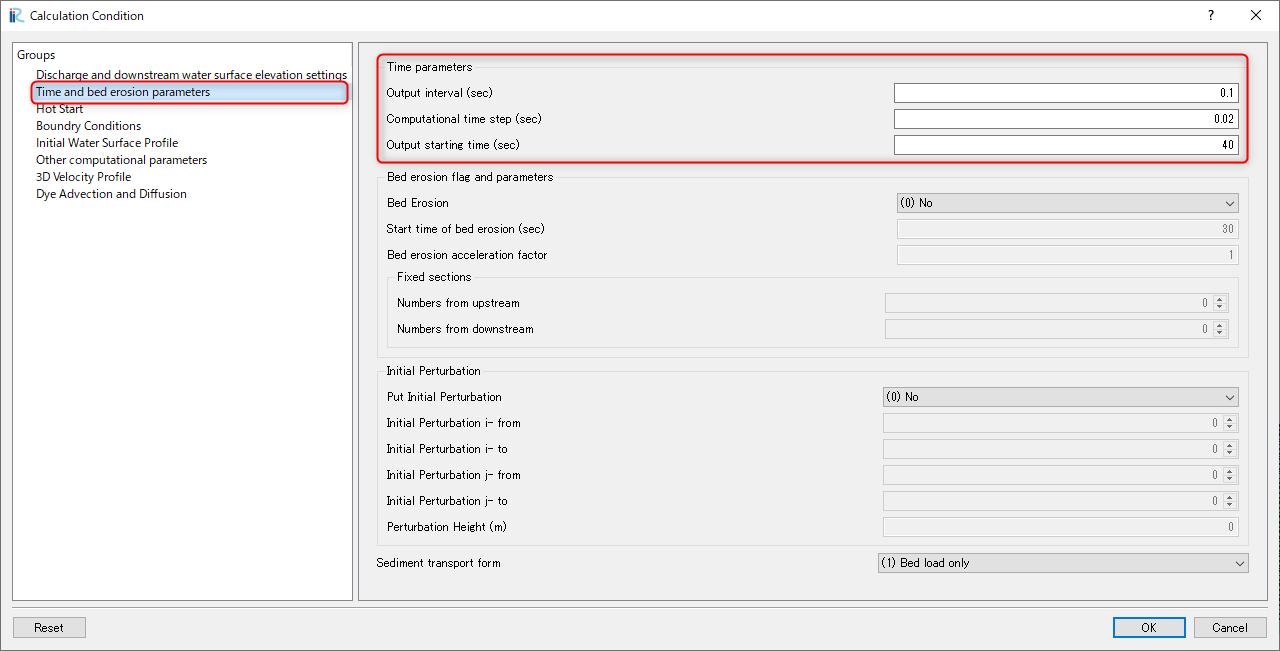 Calculation Condition
?
Groups
Discharge and downstream water surface elevation settings
Time and bed erosion parameters
Hot Start
Boundry Conditions
Initial Water Surface Profile
Other computational parameters
3D Velocity Profile
Dye Advection and Diffusion
Time parameters
Output interval (sec) 0.1
Computational time step (sec) 0.02
Output starting time (sec) 40
Bed erosion flag and parameters
Bed Erosion (0) No
Start time of bed erosion (sec) 30
Bed erosion acceleration factor 1
Fixed sections
Numbers from upstream 0
Numbers from downstream 0
Initial Perturbation
Put Initial Perturbation (0) No
Initial Perturbation i- from 0
Initial Perturbation i- to 0
Initial Perturbation j- from 0
Initial Perturbation j- to 0
Perturbation Height (m) 0
Sediment transport form (1) Bed load only
Reset OK Cancel